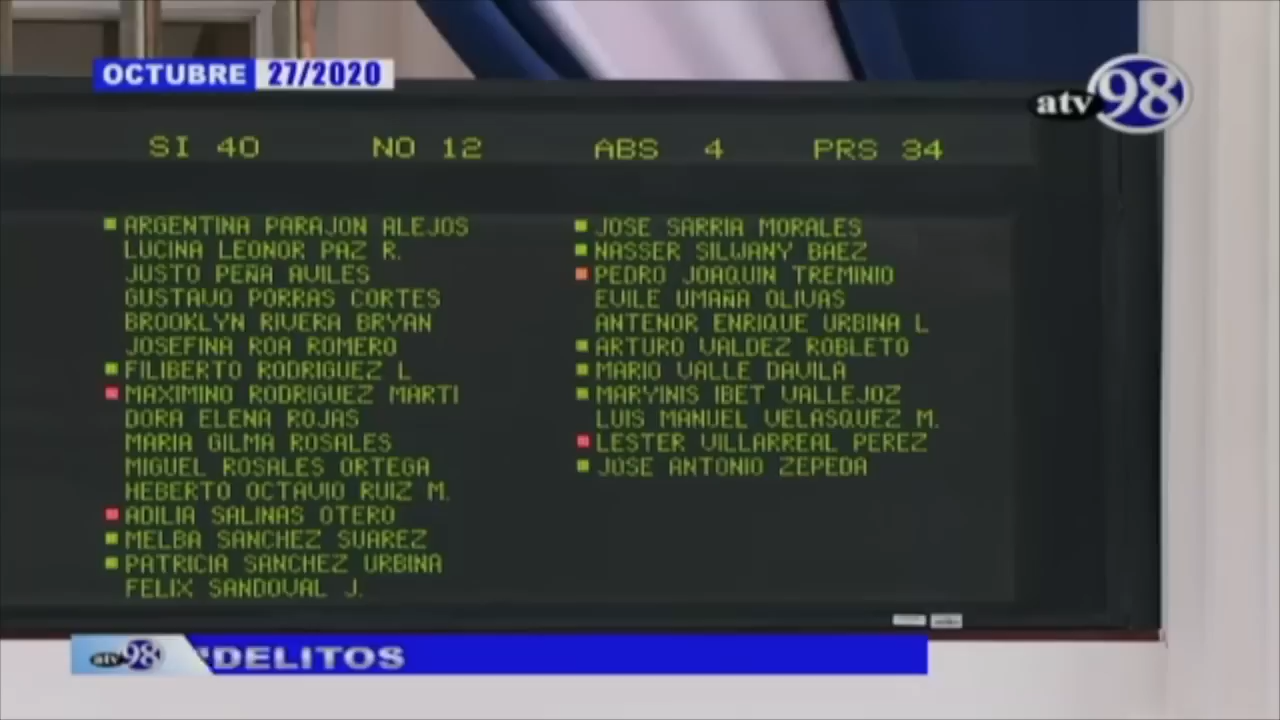 OCTUBRE 27/2020
atv 98
SI 40 NO 12 ABS 4 PRS 34
ARGENTINA PARAJON ALEJOS
LUCINA LEONOR PAZ R.
JUSTO PEÑA AVILES
GUSTAVO PORRAS CORTES
BROOKLYN RIVERA BRYAN
JOSEFINA ROA ROMERO
FILIBERTO RODRIGUEZ L
MAXIMINO RODRIGUEZ MARTI
DORA ELENA ROJAS
MARIA GILMA ROSALES
MIGUEL ROSALES ORTEGA
HEBERTO OCTAVIO RUIZ M.
ADILIA SALINAS OTERO
MELBA SANCHEZ SUAREZ
PATRICIA SANCHEZ URBINA
FELIX SANDOVAL J.
JOSE SARRIA MORALES
NASSER SILWANY BAEZ
PEDRO JOAQUIN TREMINIO
EVILE UMAÑA OLIVAS
ANTENOR ENRIQUE URBINA L
ARTURO VALDEZ ROBLETO
MARIO VALLE DAVILA
MARYINIS IBET VALLEJOZ
LUIS MANUEL VELASQUEZ M.
LESTER VILLARREAL PEREZ
JOSE ANTONIO ZEPEDA
atv 98 DELITOS